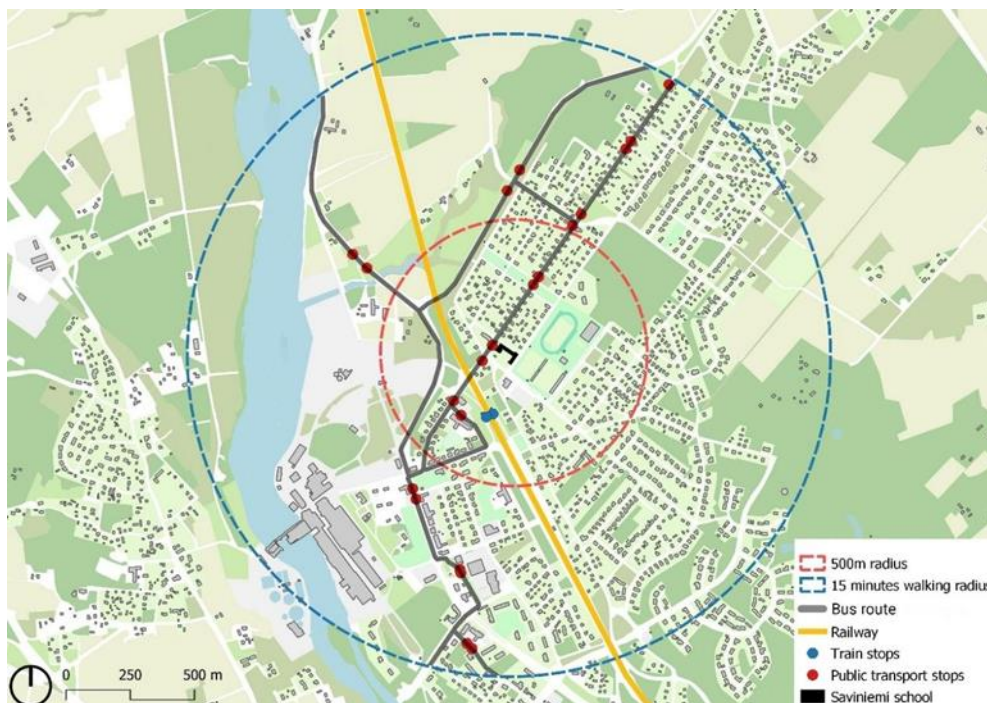 500m radius
15 minutes walking radius
Bus route
Railway
Train stops
Public transport stops
Saviniemi school
0 250 500 m